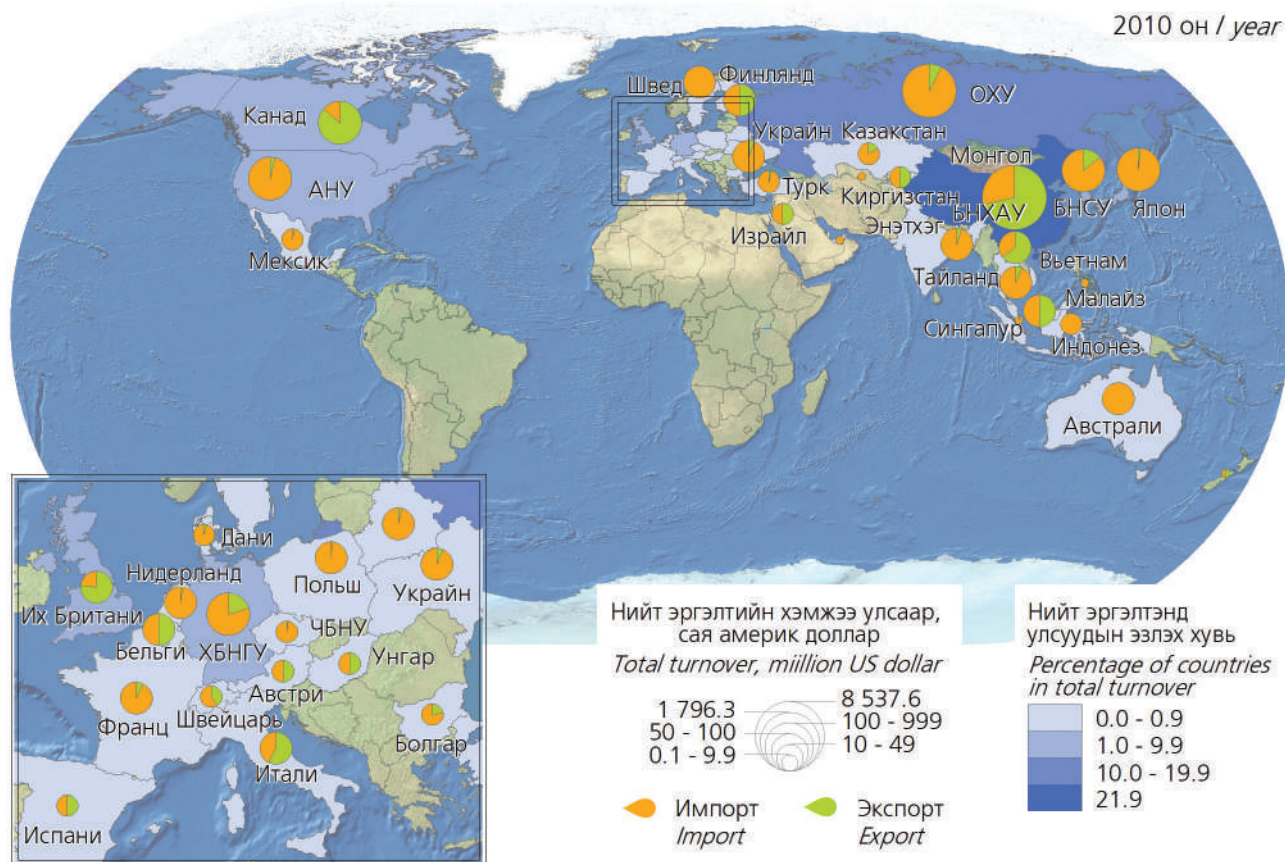 2010 он / year
Канад
АНУ
Мексик
Швед
Финлянд
ОХУ
Украйн
Казакстан
Монгол
Турк
Киргизстан
БНХАУ
БНСУ
Япон
Израйл
Энэтхэг
Вьетнам
Тайланд
Малайз
Сингапур
Индонез
Австрали
Дани
Нидерланд
Польш
Украйн
Их Британи
Бельги
ХБНГУ
ЧБНУ
Унгар
Австри
Франц
Швейцарь
Болгар
Итали
Испани
Нийт эргэлтийн хэмжээ улсаар,
сая америк доллар
Total turnover, miillion US dollar
1 796.3
50 - 100
0.1 - 9.9
8 537.6
100 - 999
10 - 49
Импорт
Import
Экспорт
Export
Нийт эргэлтэнд
улсуудын эзлэх хувь
Percentage of countries
in total turnover
0.0 - 0.9
1.0 - 9.9
10.0 - 19.9
21.9